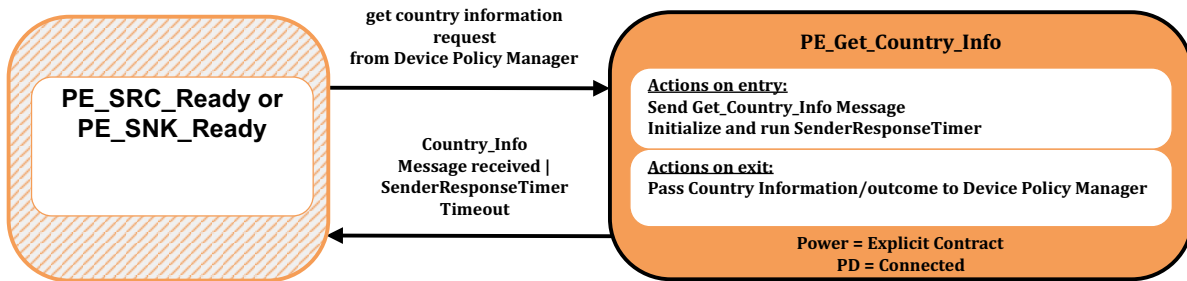 PE_SRC_Ready or
PE_SNK_Ready
get country information
request
from Device Policy Manager
Country_Info
Message received |
SenderResponseTimer
Timeout
PE_Get_Country_Info
Actions on entry:
Send Get_Country_Info Message
Initialize and run SenderResponseTimer
Actions on exit:
Pass Country Information/outcome to Device Policy Manager
Power = Explicit Contract
PD = Connected